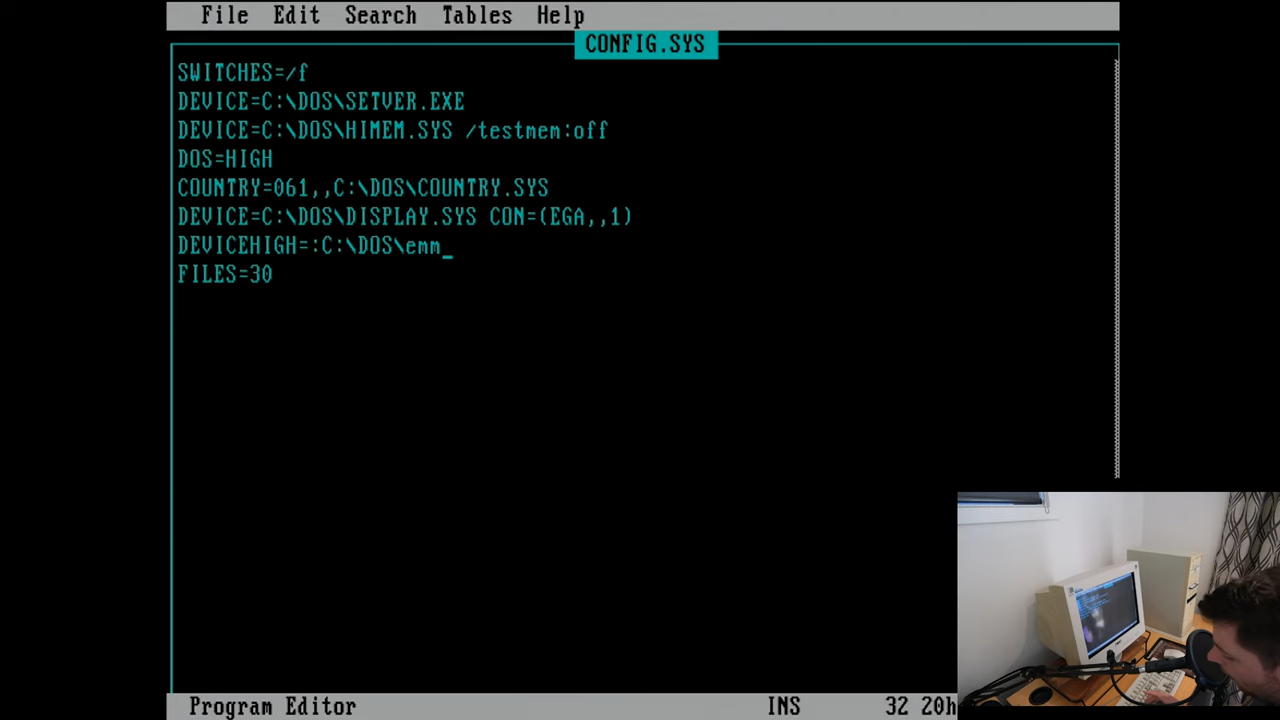 File Edit Search Tables Help
CONFIG.SYS
SWITCHES=/f
DEVICE=C:\DOS\SETVER.EXE
DEVICE=C:\DOS\HIMEM.SYS /testmem:off
DOS=HIGH
COUNTRY=061,,C:\DOS\COUNTRY.SYS
DEVICE=C:\DOS\DISPLAY.SYS CON=(EGA,,1)
DEVICEHIGH=:C:\DOS\emm_
FILES=30
Program Editor INS 32 20h